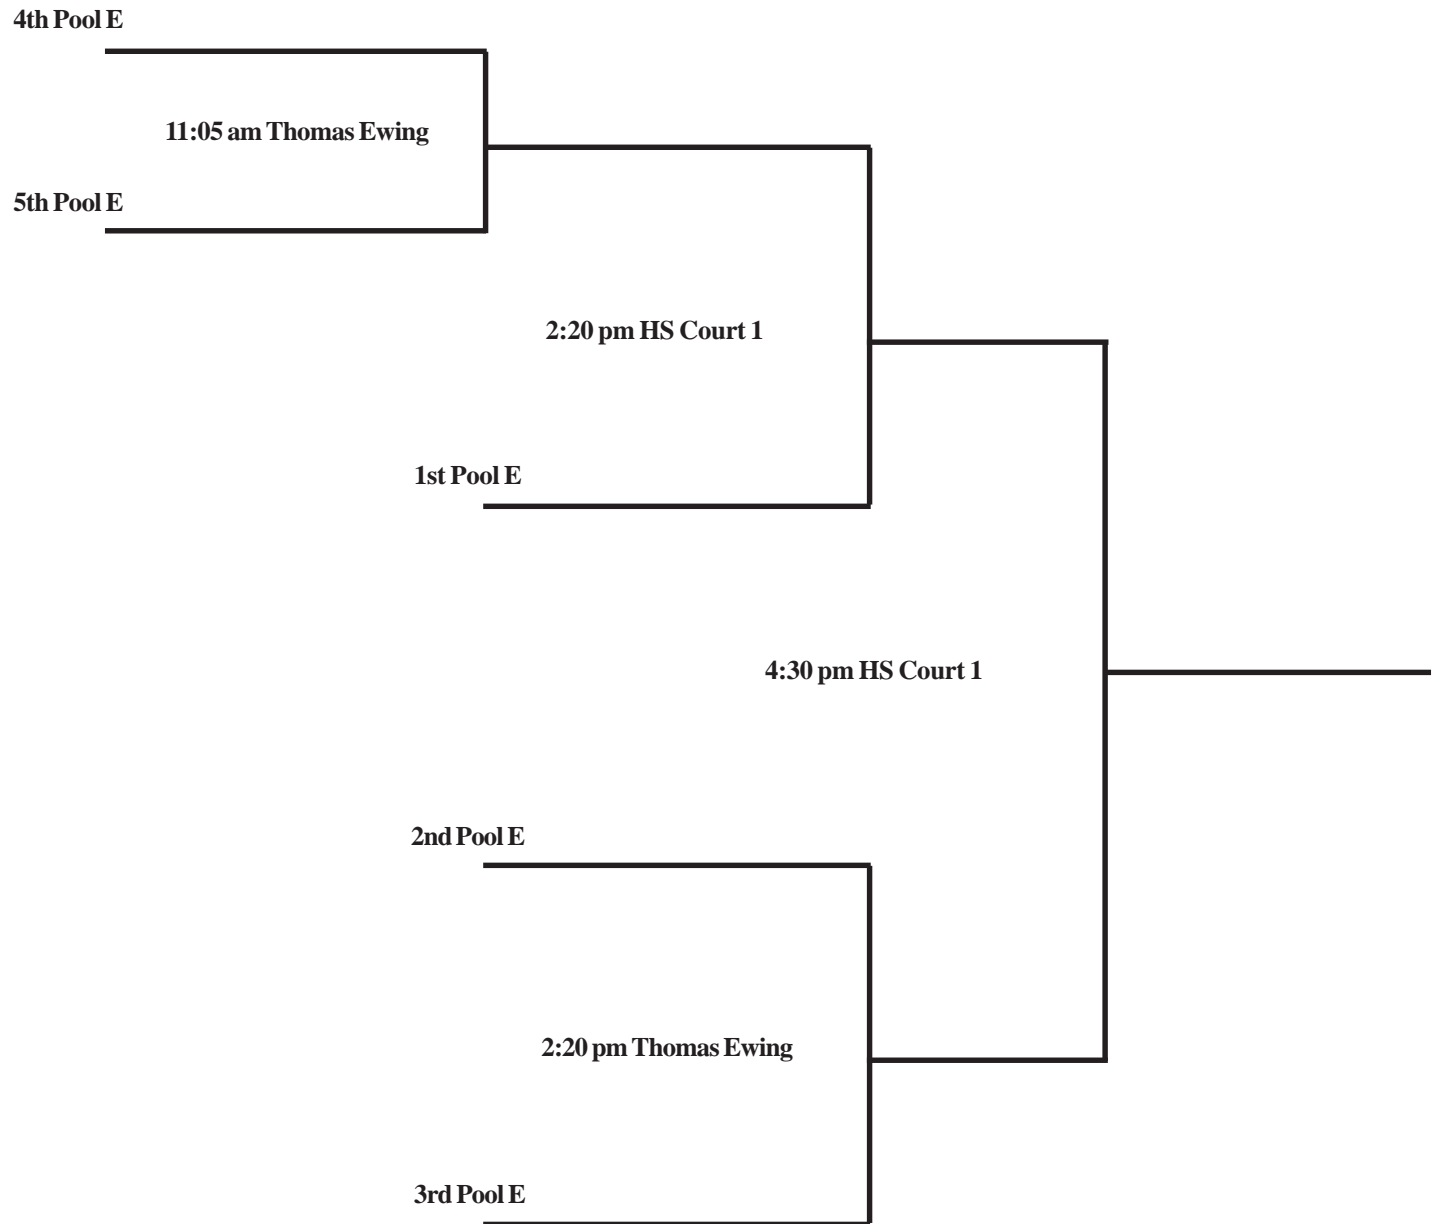 4th Pool E
11:05 am Thomas Ewing
5th Pool E
2:20 pm HS Court 1
1st Pool E
4:30 pm HS Court 1
2nd Pool E
2:20 pm Thomas Ewing
3rd Pool E